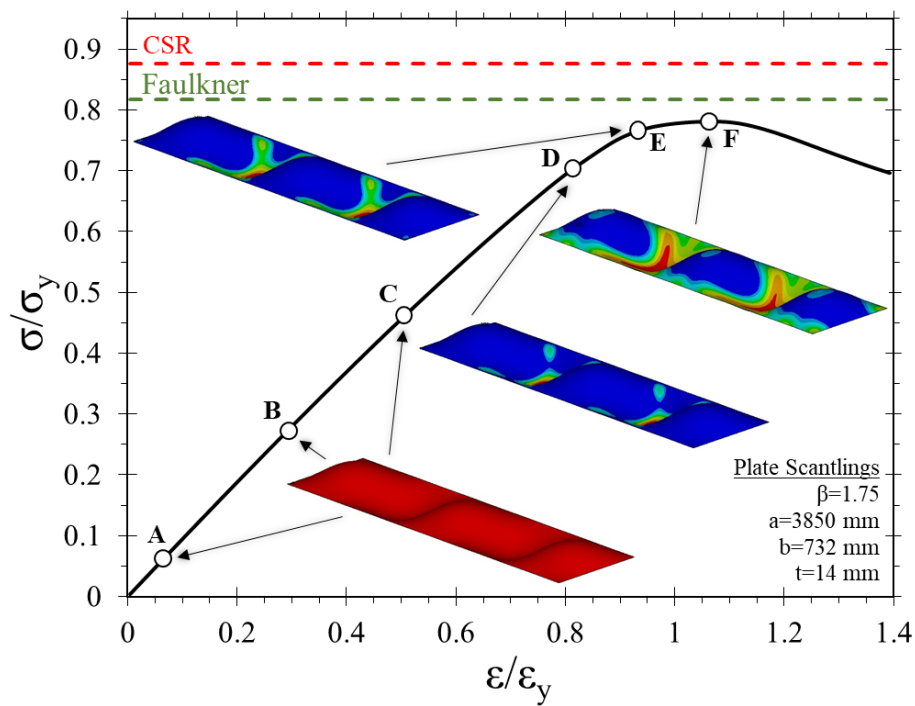 0.9
CSR
Faulkner
0.8
E
F
D
0.7
0.6
σ/σy
0.5
C
0.4
B
0.3
0.2
Plate Scantlings
β=1.75
a=3850 mm
b=732 mm
t=14 mm
A
0.1
0
0 0.2 0.4 0.6 0.8 1 1.2 1.4
ε/εy